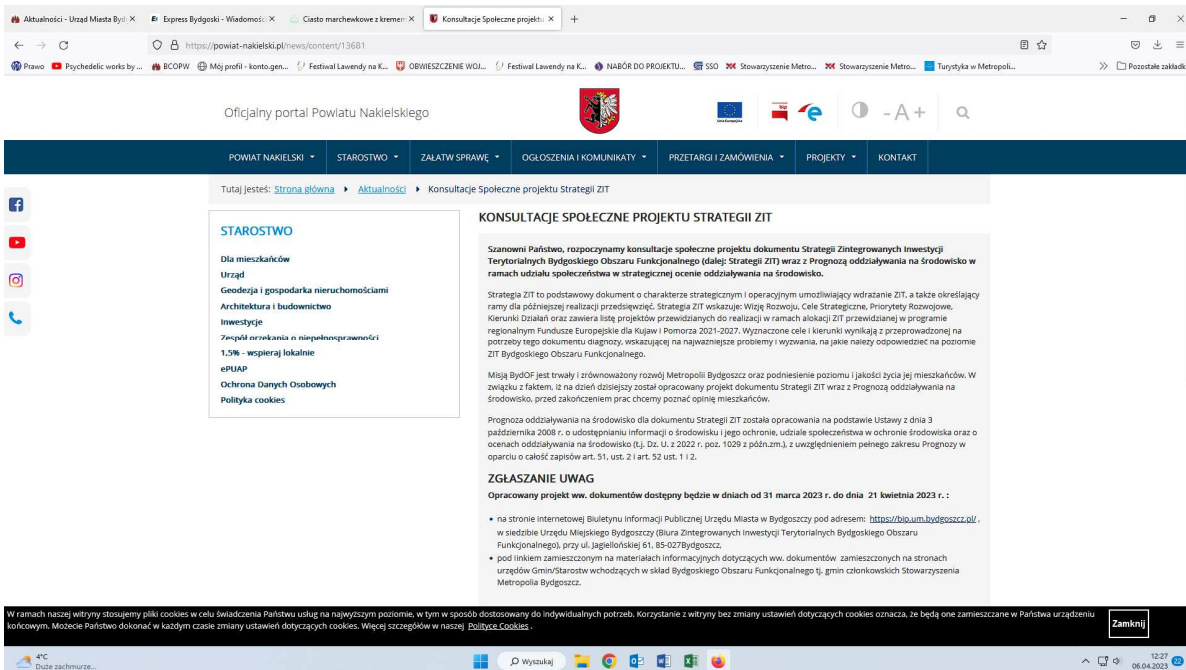 Aktualności - Urząd Miasta Byd
Express Bydgoski - Wiadomości
Ciasto marchewkowe z kremem
Konsultacje Społeczne projektu
https://powiat-nakielski.pl/news/content/13681
Prawo
Psychedelic works by ...
BCOPW
Mój profil - konto.gen...
Festiwal Lawendy na K...
OBWIESZCZENIE WOJ...
Festiwal Lawendy na K...
NABÓR DO PROJEKTU...
SSO
Stowarzyszenie Metro...
Stowarzyszenie Metro...
Turystyka w Metropoli...
Pozostałe zakładk
Oficjalny portal Powiatu Nakielskiego
Unia Europejska
bip
- A +
POWIAT NAKIELSKI
STAROSTWO
ZAŁATW SPRAWĘ
OGŁOSZENIA I KOMUNIKATY
PRZETARGI I ZAMÓWIENIA
PROJEKTY
KONTAKT
Tutaj jesteś: Strona główna Aktualności Konsultacje Społeczne projektu Strategii ZIT
STAROSTWO
Dla mieszkańców
Urząd
Geodezja i gospodarka nieruchomościami
Architektura i budownictwo
Inwestycje
Zespół orzekania o niepełnosprawności
1,5% - wspieraj lokalnie
ePUAP
Ochrona Danych Osobowych
Polityka cookies
KONSULTACJE SPOŁECZNE PROJEKTU STRATEGII ZIT
Szanowni Państwo, rozpoczynamy konsultacje społeczne projektu dokumentu Strategii Zintegrowanych Inwestycji
Terytorialnych Bydgoskiego Obszaru Funkcjonalnego (dalej: Strategii ZIT) wraz z Prognozą oddziaływania na środowisko w
ramach udziału społeczeństwa w strategicznej ocenie oddziaływania na środowisko.
Strategia ZIT to podstawowy dokument o charakterze strategicznym i operacyjnym umożliwiający wdrażanie ZIT, a także określający
ramy dla późniejszej realizacji przedsięwzięć. Strategia ZIT wskazuje: Wizję Rozwoju, Cele Strategiczne, Priorytety Rozwojowe,
Kierunki Działań oraz zawiera listę projektów przewidzianych do realizacji w ramach alokacji ZIT przewidzianej w programie
regionalnym Fundusze Europejskie dla Kujaw i Pomorza 2021-2027. Wyznaczone cele i kierunki wynikają z przeprowadzonej na
potrzeby tego dokumentu diagnozy, wskazującej na najważniejsze problemy i wyzwania, na jakie należy odpowiedzieć na poziomie
ZIT Bydgoskiego Obszaru Funkcjonalnego.
Misją BydOF jest trwały i zrównoważony rozwój Metropolii Bydgoszcz oraz podniesienie poziomu i jakości życia jej mieszkańców. W
związku z faktem, iż na dzień dzisiejszy został opracowany projekt dokumentu Strategii ZIT wraz z Prognozą oddziaływania na
środowisko, przed zakończeniem prac chcemy poznać opinię mieszkańców.
Prognoza oddziaływania na środowisko dla dokumentu Strategii ZIT została opracowania na podstawie Ustawy z dnia 3
października 2008 r. o udostępnianiu informacji o środowisku i jego ochronie, udziale społeczeństwa w ochronie środowiska oraz o
ocenach oddziaływania na środowisko (t.j. Dz. U. z 2022 r. poz. 1029 z późn.zm.), z uwzględnieniem pełnego zakresu Prognozy w
oparciu o całość zapisów art. 51, ust. 2 i art. 52 ust. 1 i 2.
ZGŁASZANIE UWAG
Opracowany projekt ww. dokumentów dostępny będzie w dniach od 31 marca 2023 r. do dnia 21 kwietnia 2023 r. :
na stronie internetowej Biuletynu Informacji Publicznej Urzędu Miasta w Bydgoszczy pod adresem: https://bip.um.bydgoszcz.pl/ ,
w siedzibie Urzędu Miejskiego Bydgoszczy (Biura Zintegrowanych Inwestycji Terytorialnych Bydgoskiego Obszaru
Funkcjonalnego), przy ul. Jagiellońskiej 61, 85-027Bydgoszcz,
pod linkiem zamieszczonym na materiałach informacyjnych dotyczących ww. dokumentów zamieszczonych na stronach
urzędów Gmin/Starostw wchodzących w skład Bydgoskiego Obszaru Funkcjonalnego tj. gmin członkowskich Stowarzyszenia
Metropolia Bydgoszcz.
W ramach naszej witryny stosujemy pliki cookies w celu świadczenia Państwu usług na najwyższym poziomie, w tym w sposób dostosowany do indywidualnych potrzeb. Korzystanie z witryny bez zmiany ustawień dotyczących cookies oznacza, że będą one zamieszczane w Państwa urządzeniu
końcowym. Możecie Państwo dokonać w każdym czasie zmiany ustawień dotyczących cookies. Więcej szczegółów w naszej Polityce Cookies .
Zamknij
4°C
Duże zachmurze...
Wyszukaj
12:27
06.04.2023
22